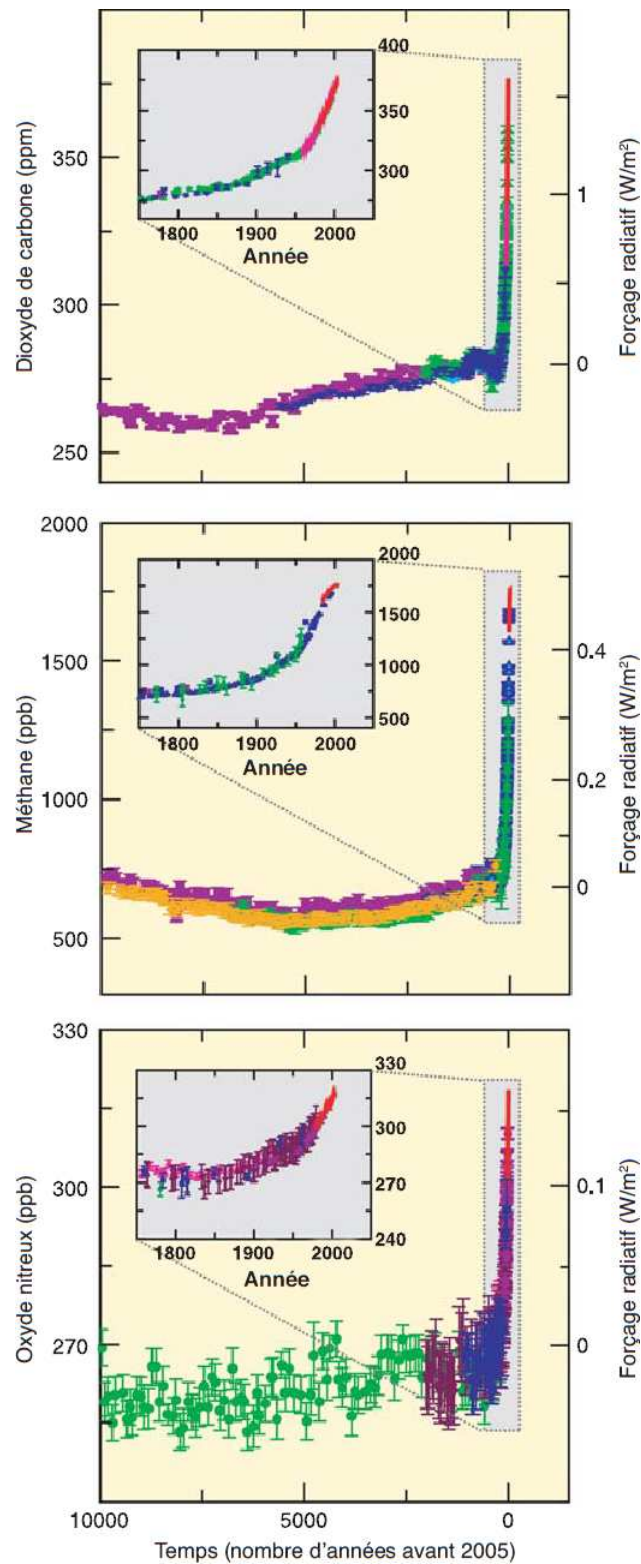 400
350
300
1800 1900 2000
Année
350
300
250
Dioxyde de carbone (ppm)
1
0
Forçage radiatif (W/m²)
2000
1500
1000
500
1800 1900 2000
Année
2000
1500
1000
500
Méthane (ppb)
0.4
0.2
0
Forçage radiatif (W/m²)
330
300
270
240
1800 1900 2000
Année
330
300
270
Oxyde nitreux (ppb)
0.1
0
Forçage radiatif (W/m²)
10000 5000 0
Temps (nombre d'années avant 2005)